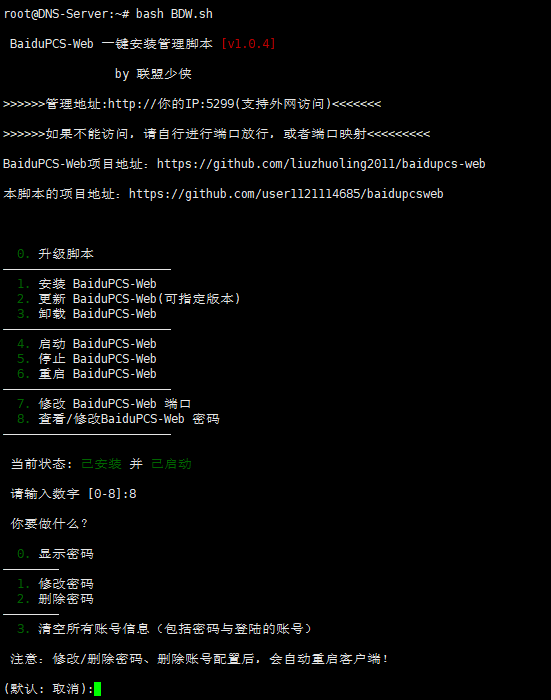 root@DNS-Server:~# bash BDW.sh
BaiduPCS-Web 一键安装管理脚本 [v1.0.4]
by 联盟少侠
>>>>>>管理地址:http://你的IP:5299(支持外网访问)<<<<<<<
>>>>>>如果不能访问，请自行进行端口放行，或者端口映射<<<<<<<<<
BaiduPCS-Web项目地址：https://github.com/liuzhuoling2011/baidupcs-web
本脚本的项目地址：https://github.com/user1121114685/baidupcsweb
0. 升级脚本
1. 安装 BaiduPCS-Web
2. 更新 BaiduPCS-Web(可指定版本)
3. 卸载 BaiduPCS-Web
4. 启动 BaiduPCS-Web
5. 停止 BaiduPCS-Web
6. 重启 BaiduPCS-Web
7. 修改 BaiduPCS-Web 端口
8. 查看/修改BaiduPCS-Web 密码
当前状态: 已安装 并 已启动
请输入数字 [0-8]:8
你要做什么？
0. 显示密码
1. 修改密码
2. 删除密码
3. 清空所有账号信息（包括密码与登陆的账号）
注意：修改/删除密码、删除账号配置后，会自动重启客户端！
(默认: 取消):